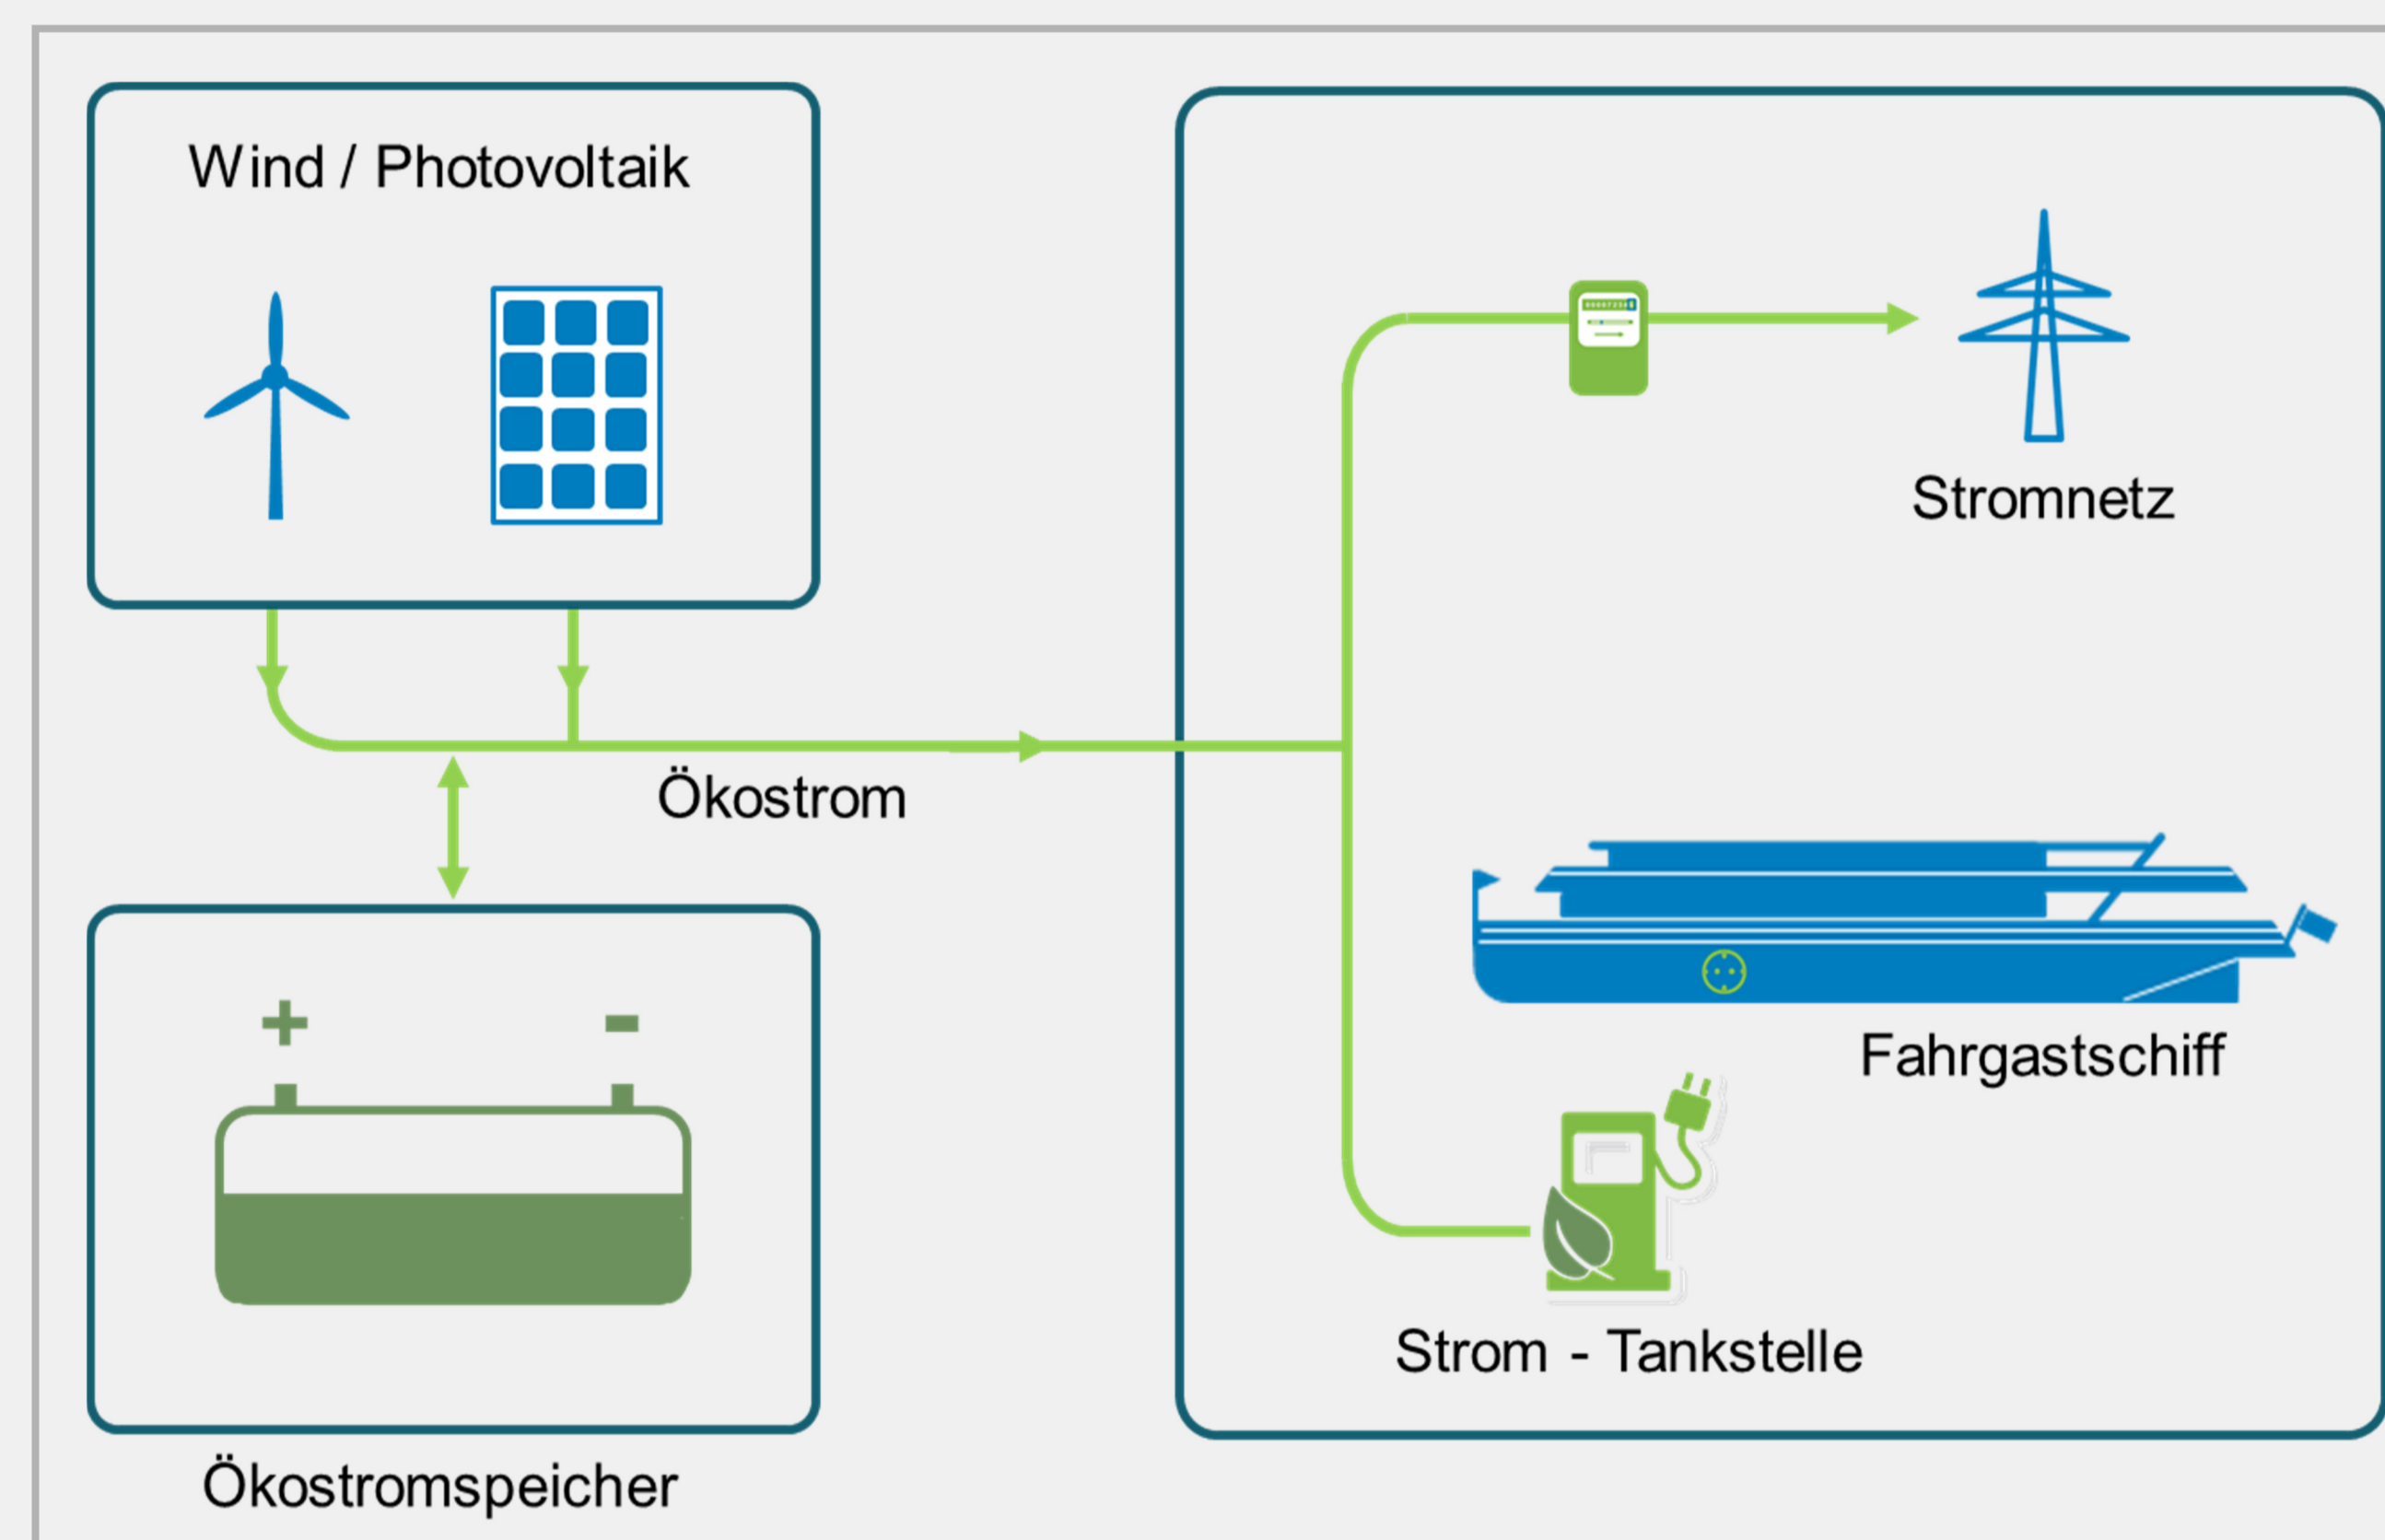 Wind / Photovoltaik
Stromnetz
Ökostrom
Fahrgastschiff
Strom - Tankstelle
Ökostromspeicher